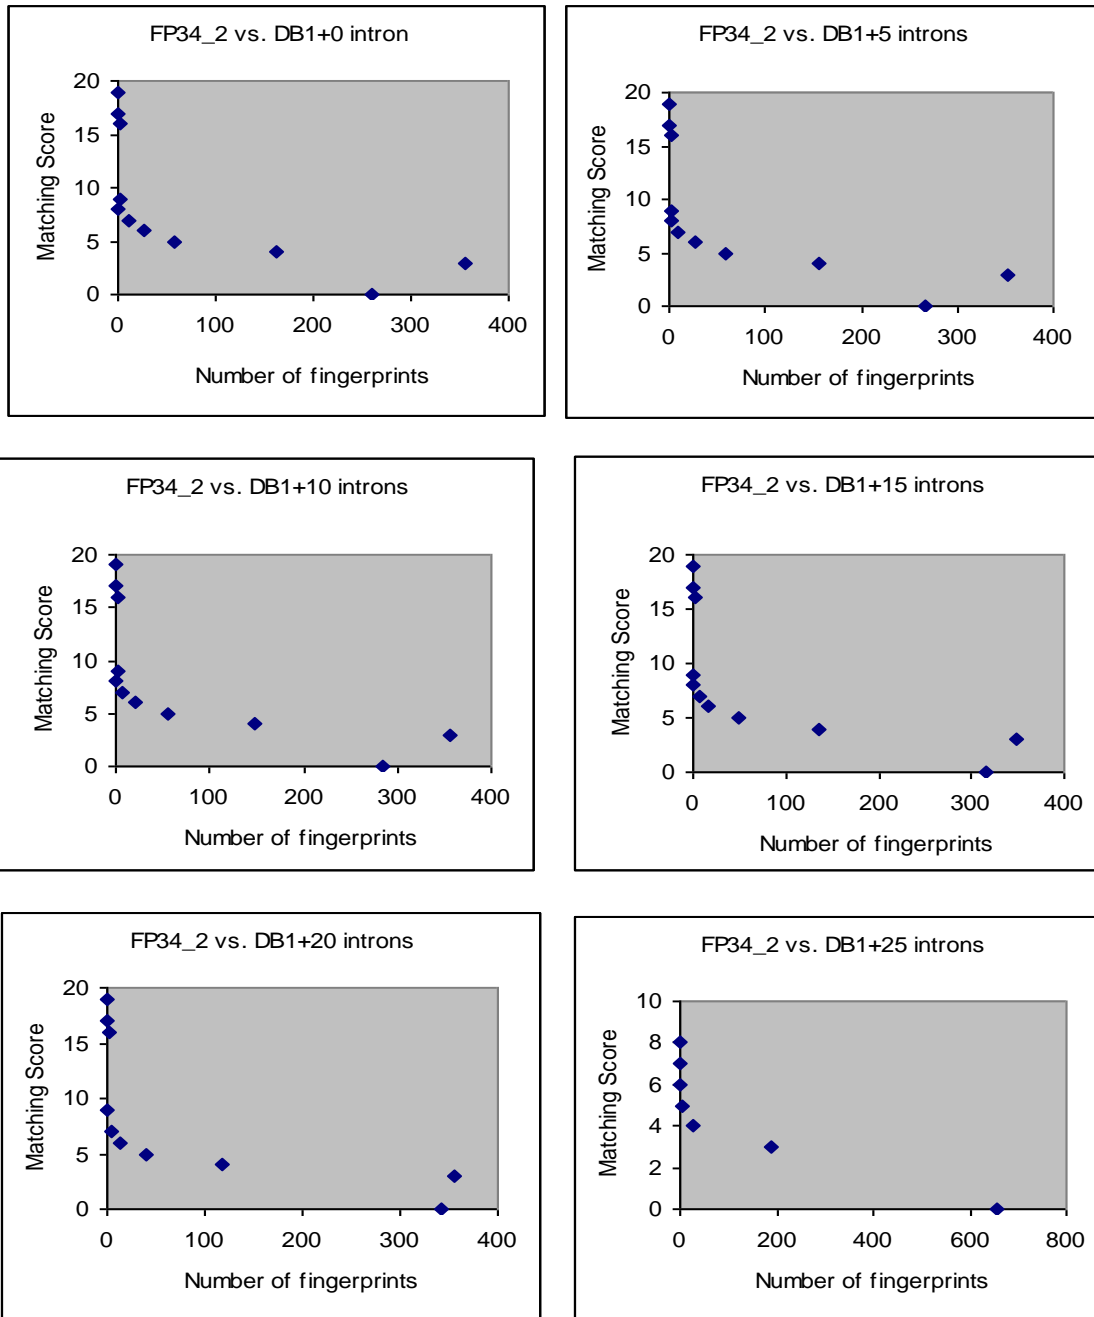 FP34_2 vs. DB1+0 intron
Matching Score
20
15
10
5
0
0 100 200 300 400
Number of fingerprints
FP34_2 vs. DB1+5 introns
Matching Score
20
15
10
5
0
0 100 200 300 400
Number of fingerprints
FP34_2 vs. DB1+10 introns
Matching Score
20
15
10
5
0
0 100 200 300 400
Number of fingerprints
FP34_2 vs. DB1+15 introns
Matching Score
20
15
10
5
0
0 100 200 300 400
Number of fingerprints
FP34_2 vs. DB1+20 introns
Matching Score
20
15
10
5
0
0 100 200 300 400
Number of fingerprints
FP34_2 vs. DB1+25 introns
Matching Score
10
8
6
4
2
0
0 200 400 600 800
Number of fingerprints